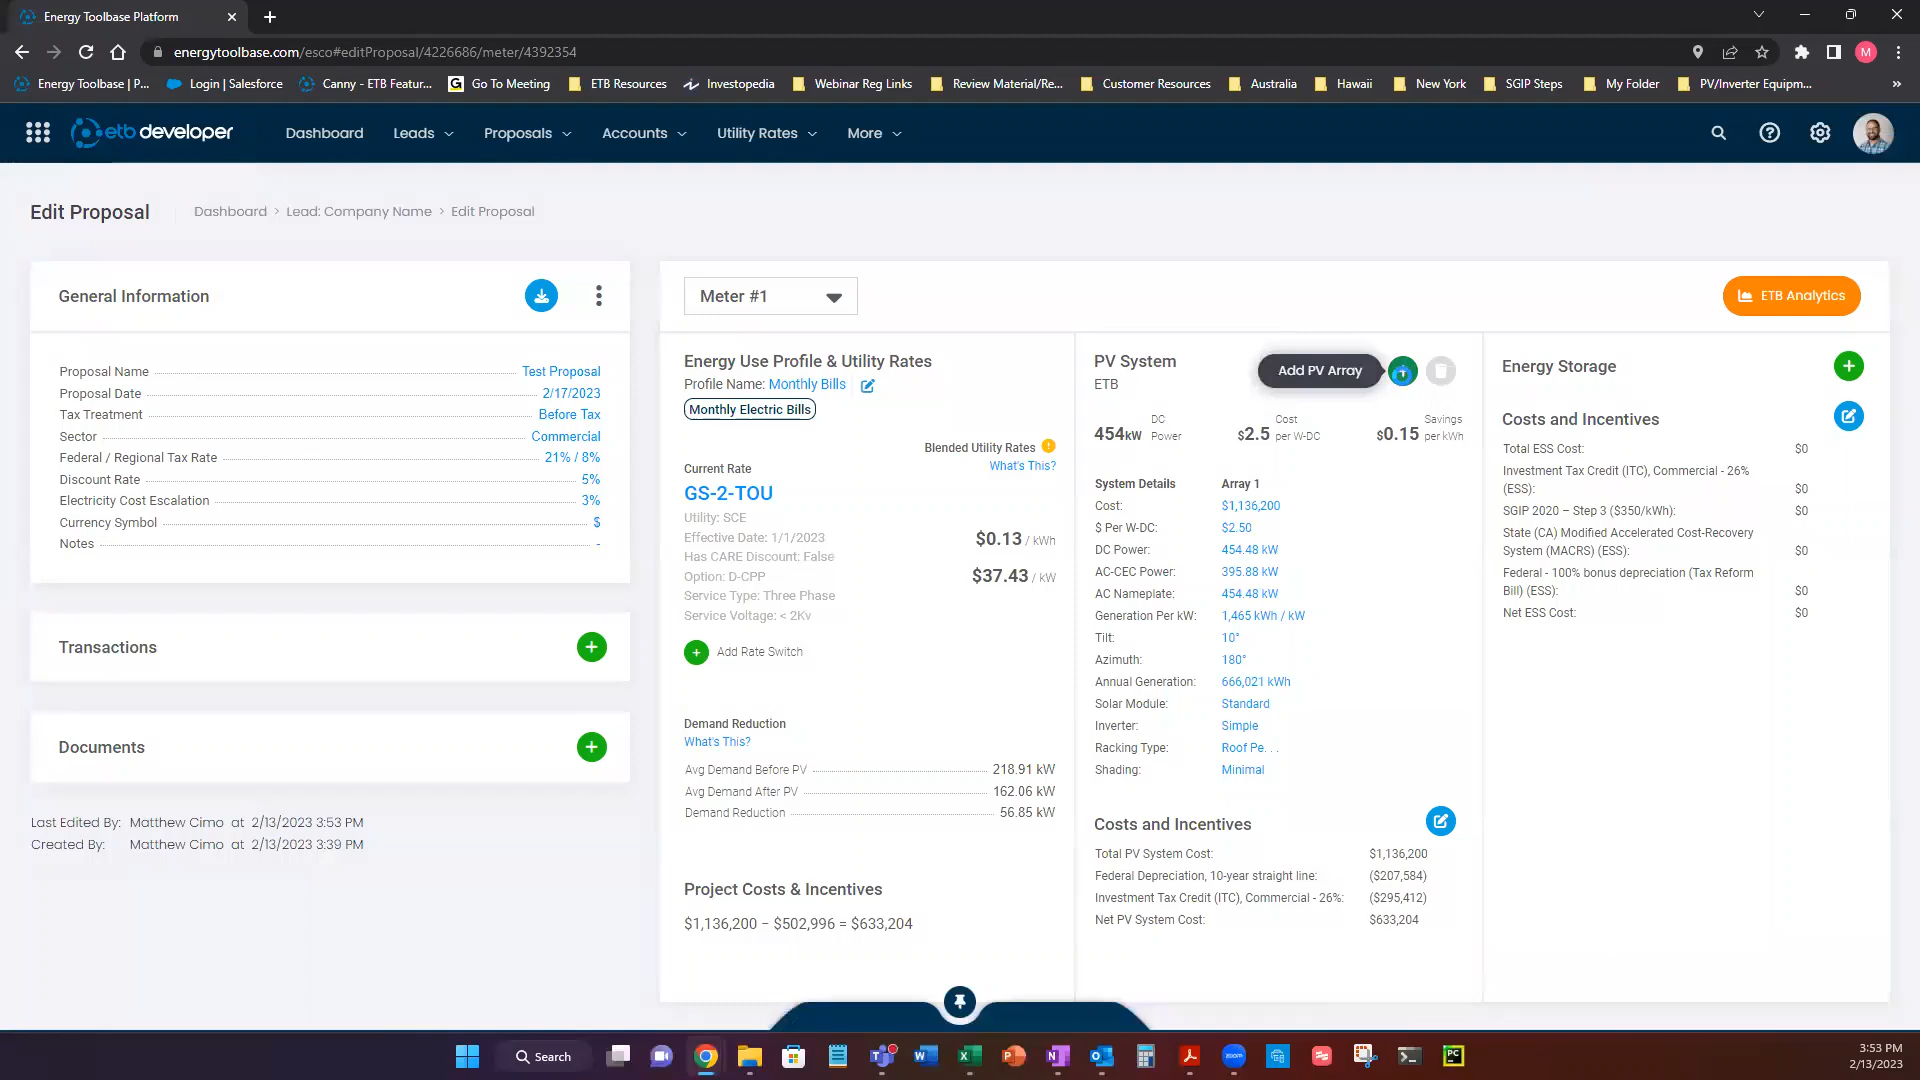 Energy Toolbase Platform
energytoolbase.com/esco#editProposal/4226686/meter/4392354
M
Energy Toolbase | P...
Login | Salesforce
Canny - ETB Featur...
G Go To Meeting
ETB Resources
Investopedia
Webinar Reg Links
Review Material/Re...
Customer Resources
Australia
Hawaii
New York
SGIP Steps
My Folder
PV/Inverter Equipm...
»
etb developer
Dashboard
Leads
Proposals
Accounts
Utility Rates
More
Edit Proposal
Dashboard > Lead: Company Name > Edit Proposal
General Information
Proposal Name Test Proposal
Proposal Date 2/17/2023
Tax Treatment Before Tax
Sector Commercial
Federal / Regional Tax Rate 21% / 8%
Discount Rate 5%
Electricity Cost Escalation 3%
Currency Symbol $
Notes -
Transactions
Documents
Last Edited By: Matthew Cimo at 2/13/2023 3:53 PM
Created By: Matthew Cimo at 2/13/2023 3:39 PM
Meter #1
ETB Analytics
Energy Use Profile & Utility Rates
Profile Name: Monthly Bills
Monthly Electric Bills
Blended Utility Rates
What's This?
Current Rate
GS-2-TOU
Utility: SCE
Effective Date: 1/1/2023
Has CARE Discount: False
Option: D-CPP
Service Type: Three Phase
Service Voltage: < 2Kv
$0.13 / kWh
$37.43 / kW
Add Rate Switch
Demand Reduction
What's This?
Avg Demand Before PV 218.91 kW
Avg Demand After PV 162.06 kW
Demand Reduction 56.85 kW
Project Costs & Incentives
$1,136,200 − $502,996 = $633,204
PV System
ETB
Add PV Array
454kW DC Power
$2.5 Cost per W-DC
$0.15 Savings per kWh
System Details Array 1
Cost: $1,136,200
$ Per W-DC: $2.50
DC Power: 454.48 kW
AC-CEC Power: 395.88 kW
AC Nameplate: 454.48 kW
Generation Per kW: 1,465 kWh / kW
Tilt: 10°
Azimuth: 180°
Annual Generation: 666,021 kWh
Solar Module: Standard
Inverter: Simple
Racking Type: Roof Pe. . .
Shading: Minimal
Costs and Incentives
Total PV System Cost: $1,136,200
Federal Depreciation, 10-year straight line: ($207,584)
Investment Tax Credit (ITC), Commercial - 26%: ($295,412)
Net PV System Cost: $633,204
Energy Storage
Costs and Incentives
Total ESS Cost: $0
Investment Tax Credit (ITC), Commercial - 26%
(ESS): $0
SGIP 2020 – Step 3 ($350/kWh): $0
State (CA) Modified Accelerated Cost-Recovery
System (MACRS) (ESS): $0
Federal - 100% bonus depreciation (Tax Reform
Bill) (ESS): $0
Net ESS Cost: $0
Search
zoom
3:53 PM
2/13/2023